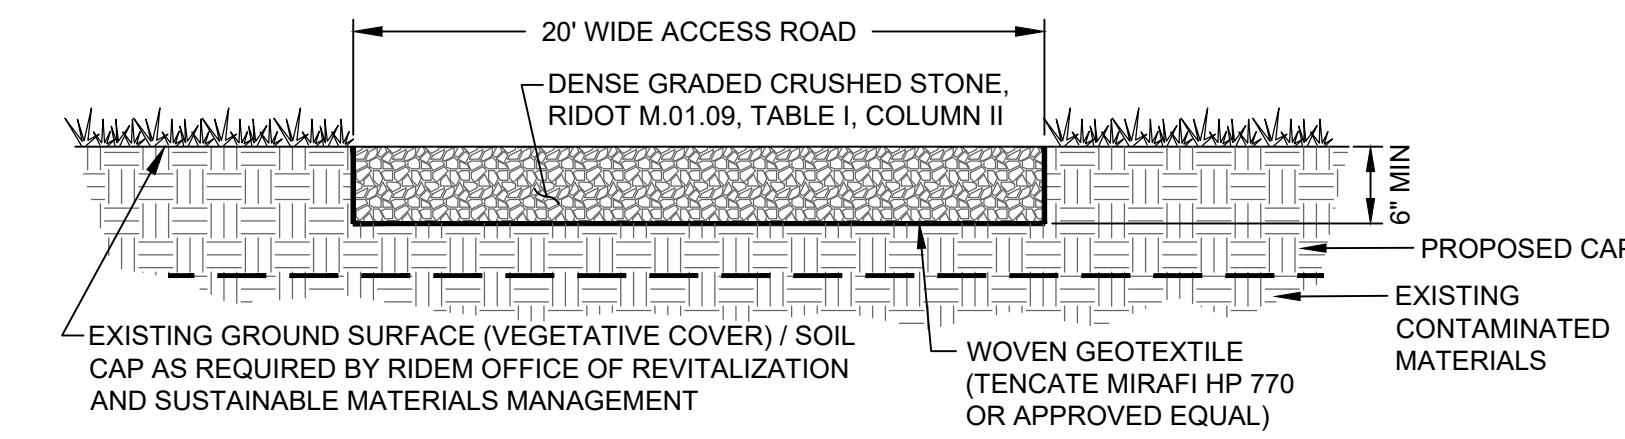 20' WIDE ACCESS ROAD
DENSE GRADED CRUSHED STONE,
RIDOT M.01.09, TABLE I, COLUMN II
6" MIN
PROPOSED CAP
EXISTING
CONTAMINATED
MATERIALS
EXISTING GROUND SURFACE (VEGETATIVE COVER) / SOIL
CAP AS REQUIRED BY RIDEM OFFICE OF REVITALIZATION
AND SUSTAINABLE MATERIALS MANAGEMENT
WOVEN GEOTEXTILE
(TENCATE MIRAFI HP 770
OR APPROVED EQUAL)